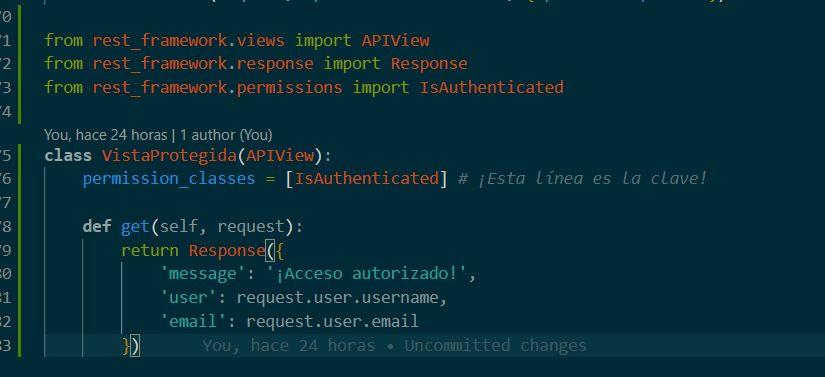 70
71 from rest_framework.views import APIView
72 from rest_framework.response import Response
73 from rest_framework.permissions import IsAuthenticated
74
You, hace 24 horas | 1 author (You)
75 class VistaProtegida(APIView):
76 permission_classes = [IsAuthenticated] # ¡Esta línea es la clave!
77
78 def get(self, request):
79 return Response({
80 'message': '¡Acceso autorizado!',
81 'user': request.user.username,
82 'email': request.user.email
83 }) You, hace 24 horas • Uncommitted changes